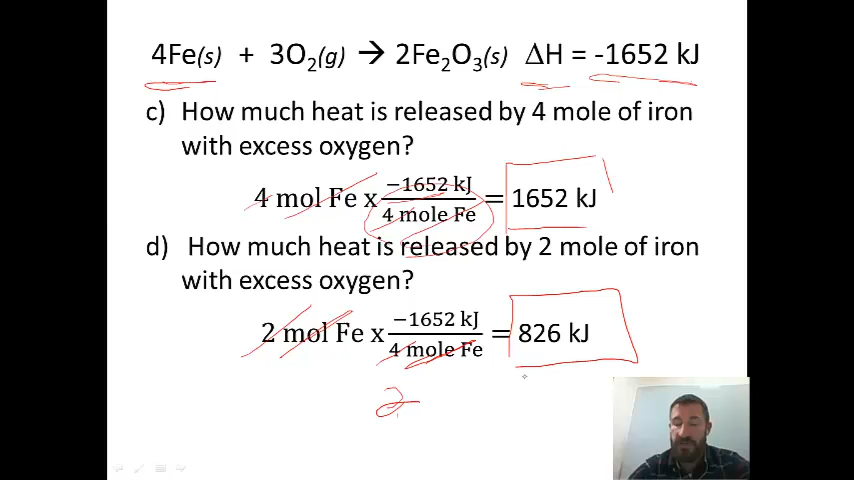 4Fe(s) + 3O₂(g) → 2Fe₂O₃(s) ΔH = -1652 kJ
c) How much heat is released by 4 mole of iron
with excess oxygen?
4 mol Fe x −1652 kJ / 4 mole Fe = 1652 kJ
d) How much heat is released by 2 mole of iron
with excess oxygen?
2 mol Fe x −1652 kJ / 4 mole Fe = 826 kJ
2